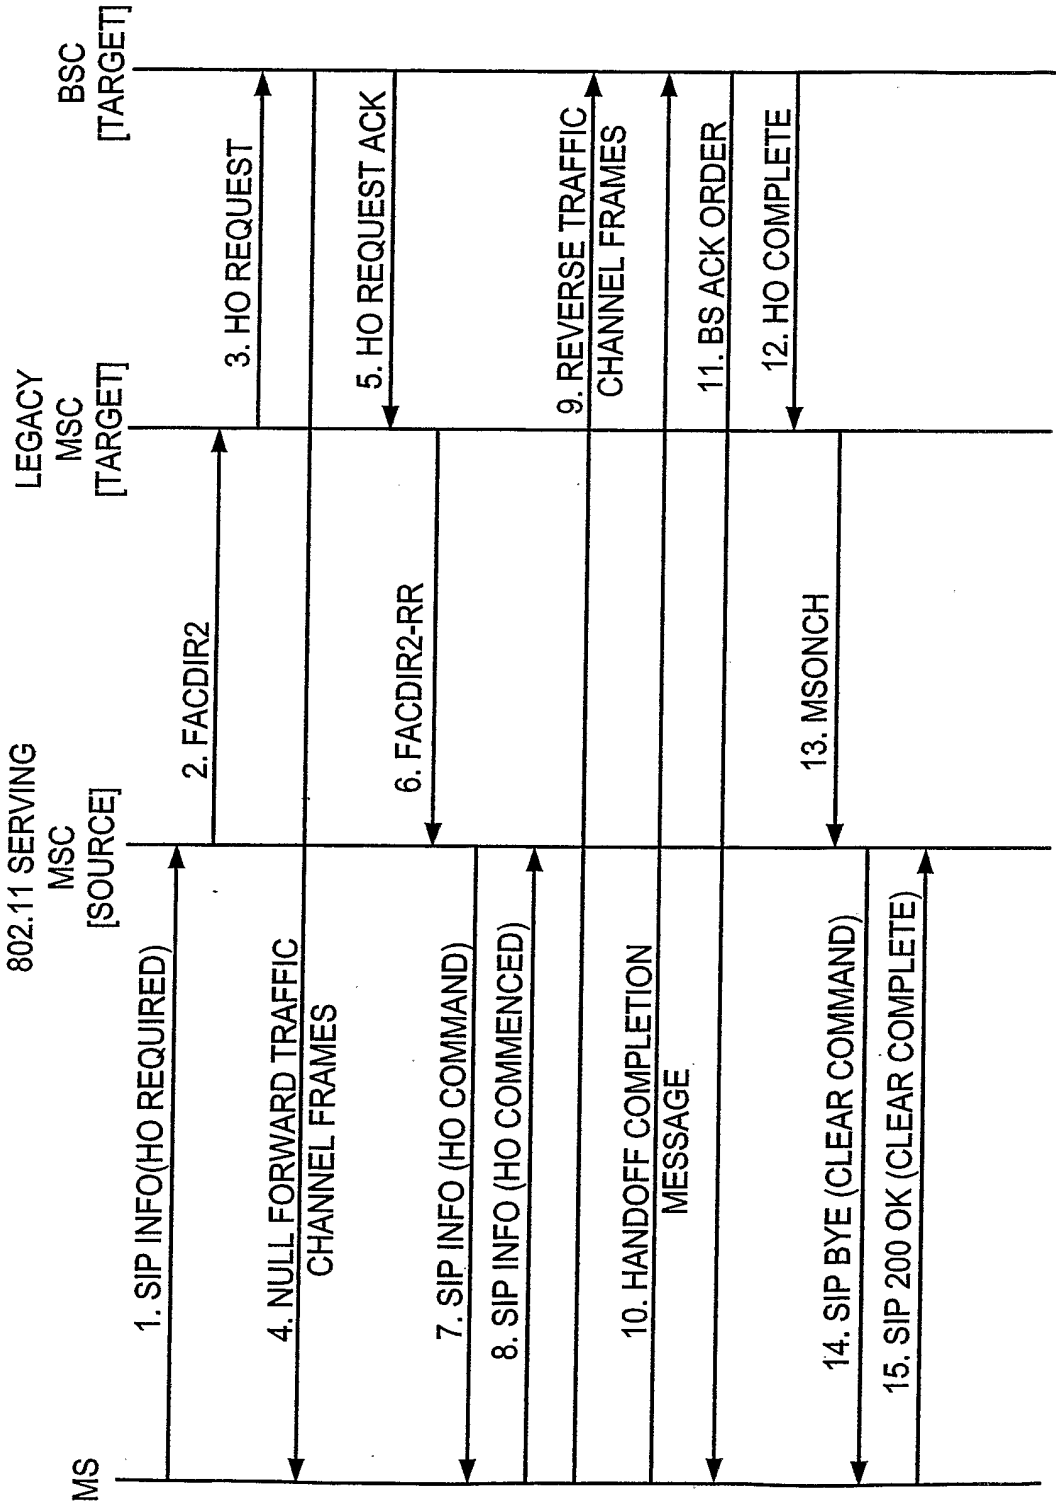 MS
802.11 SERVING
MSC
[SOURCE]
LEGACY
MSC
[TARGET]
BSC
[TARGET]
1. SIP INFO(HO REQUIRED)
2. FACDIR2
3. HO REQUEST
4. NULL FORWARD TRAFFIC
CHANNEL FRAMES
5. HO REQUEST ACK
6. FACDIR2-RR
7. SIP INFO (HO COMMAND)
8. SIP INFO (HO COMMENCED)
9. REVERSE TRAFFIC
CHANNEL FRAMES
10. HANDOFF COMPLETION
MESSAGE
11. BS ACK ORDER
12. HO COMPLETE
13. MSONCH
14. SIP BYE (CLEAR COMMAND)
15. SIP 200 OK (CLEAR COMPLETE)